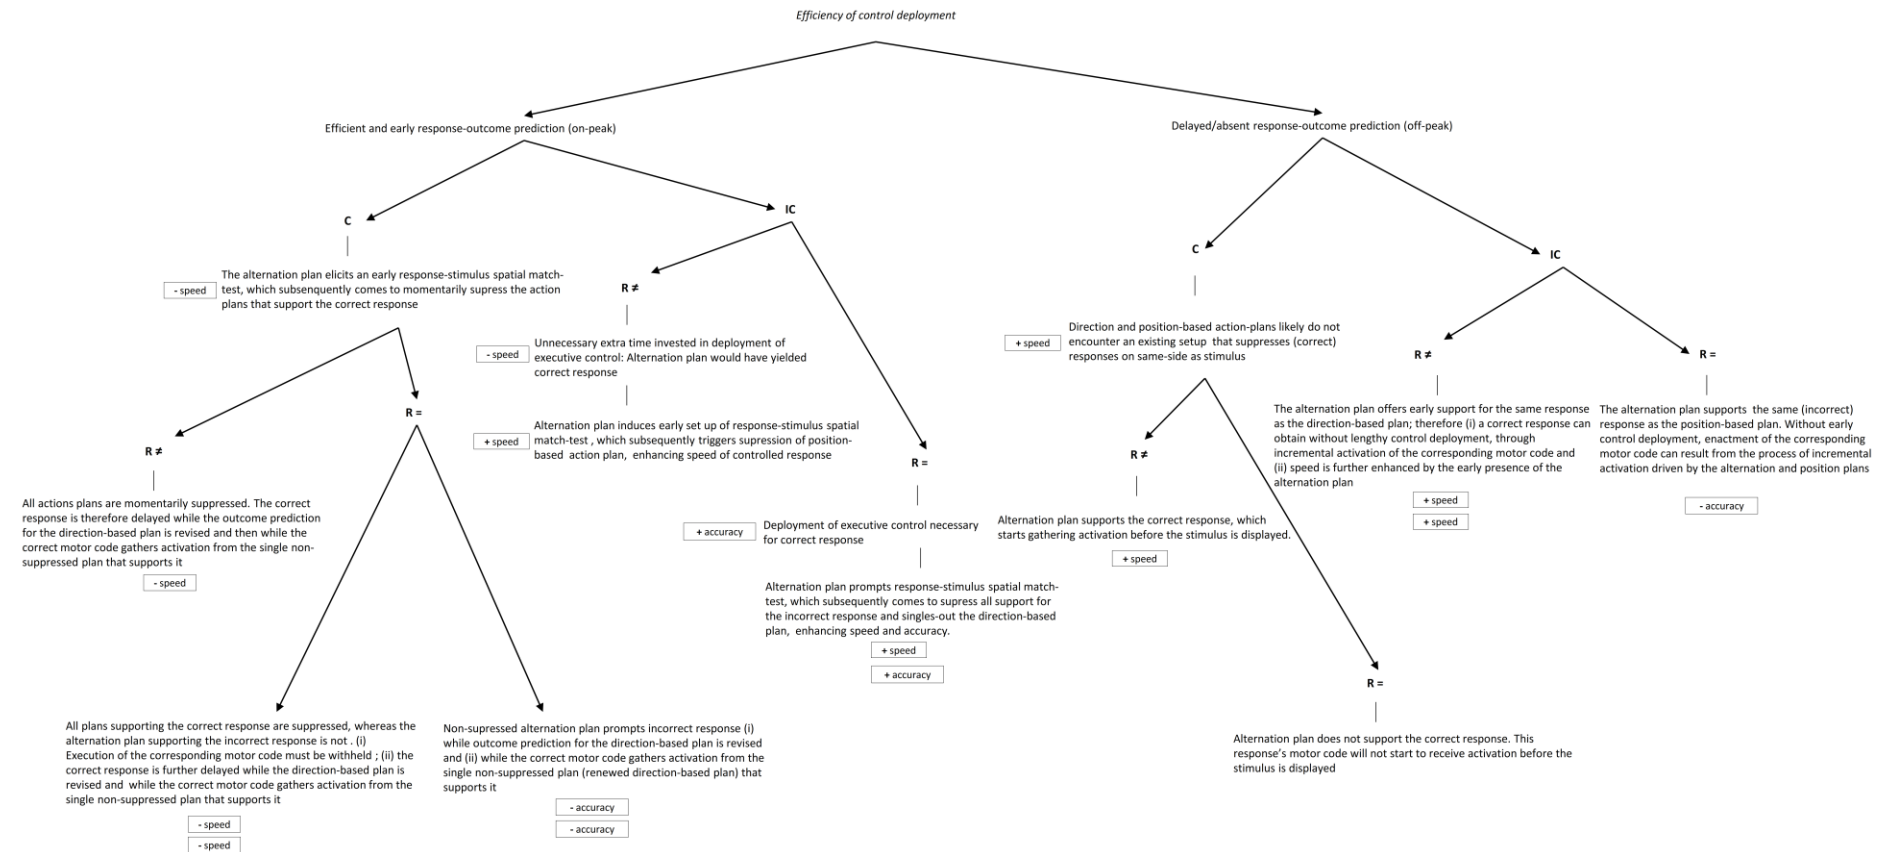 Efficiency of control deployment
Efficient and early response-outcome prediction (on-peak)
Delayed/absent response-outcome prediction (off-peak)
C
IC
C
IC
- speed
The alternation plan elicits an early response-stimulus spatial match-
test, which subsenquently comes to momentarily supress the action
plans that support the correct response
R ≠
- speed
Unnecessary extra time invested in deployment of
executive control: Alternation plan would have yielded
correct response
+ speed
Alternation plan induces early set up of response-stimulus spatial
match-test , which subsequently triggers supression of position-
based action plan, enhancing speed of controlled response
+ speed
Direction and position-based action-plans likely do not
encounter an existing setup that suppresses (correct)
responses on same-side as stimulus
R ≠
The alternation plan offers early support for the same response
as the direction-based plan; therefore (i) a correct response can
obtain without lengthy control deployment, through
incremental activation of the corresponding motor code and
(ii) speed is further enhanced by the early presence of the
alternation plan
+ speed
+ speed
R =
The alternation plan supports the same (incorrect)
response as the position-based plan. Without early
control deployment, enactment of the corresponding
motor code can result from the process of incremental
activation driven by the alternation and position plans
- accuracy
R =
R ≠
All actions plans are momentarily suppressed. The correct
response is therefore delayed while the outcome prediction
for the direction-based plan is revised and then while the
correct motor code gathers activation from the single non-
suppressed plan that supports it
- speed
R =
+ accuracy
Deployment of executive control necessary
for correct response
Alternation plan prompts response-stimulus spatial match-
test, which subsequently comes to supress all support for
the incorrect response and singles-out the direction-based
plan, enhancing speed and accuracy.
+ speed
+ accuracy
R ≠
Alternation plan supports the correct response, which
starts gathering activation before the stimulus is displayed.
+ speed
R =
Alternation plan does not support the correct response. This
response's motor code will not start to receive activation before the
stimulus is displayed
All plans supporting the correct response are suppressed, whereas the
alternation plan supporting the incorrect response is not . (i)
Execution of the corresponding motor code must be withheld ; (ii) the
correct response is further delayed while the direction-based plan is
revised and while the correct motor code gathers activation from the
single non-suppressed plan that supports it
- speed
- speed
Non-supressed alternation plan prompts incorrect response (i)
while outcome prediction for the direction-based plan is revised
and (ii) while the correct motor code gathers activation from the
single non-suppressed plan (renewed direction-based plan) that
supports it
- accuracy
- accuracy